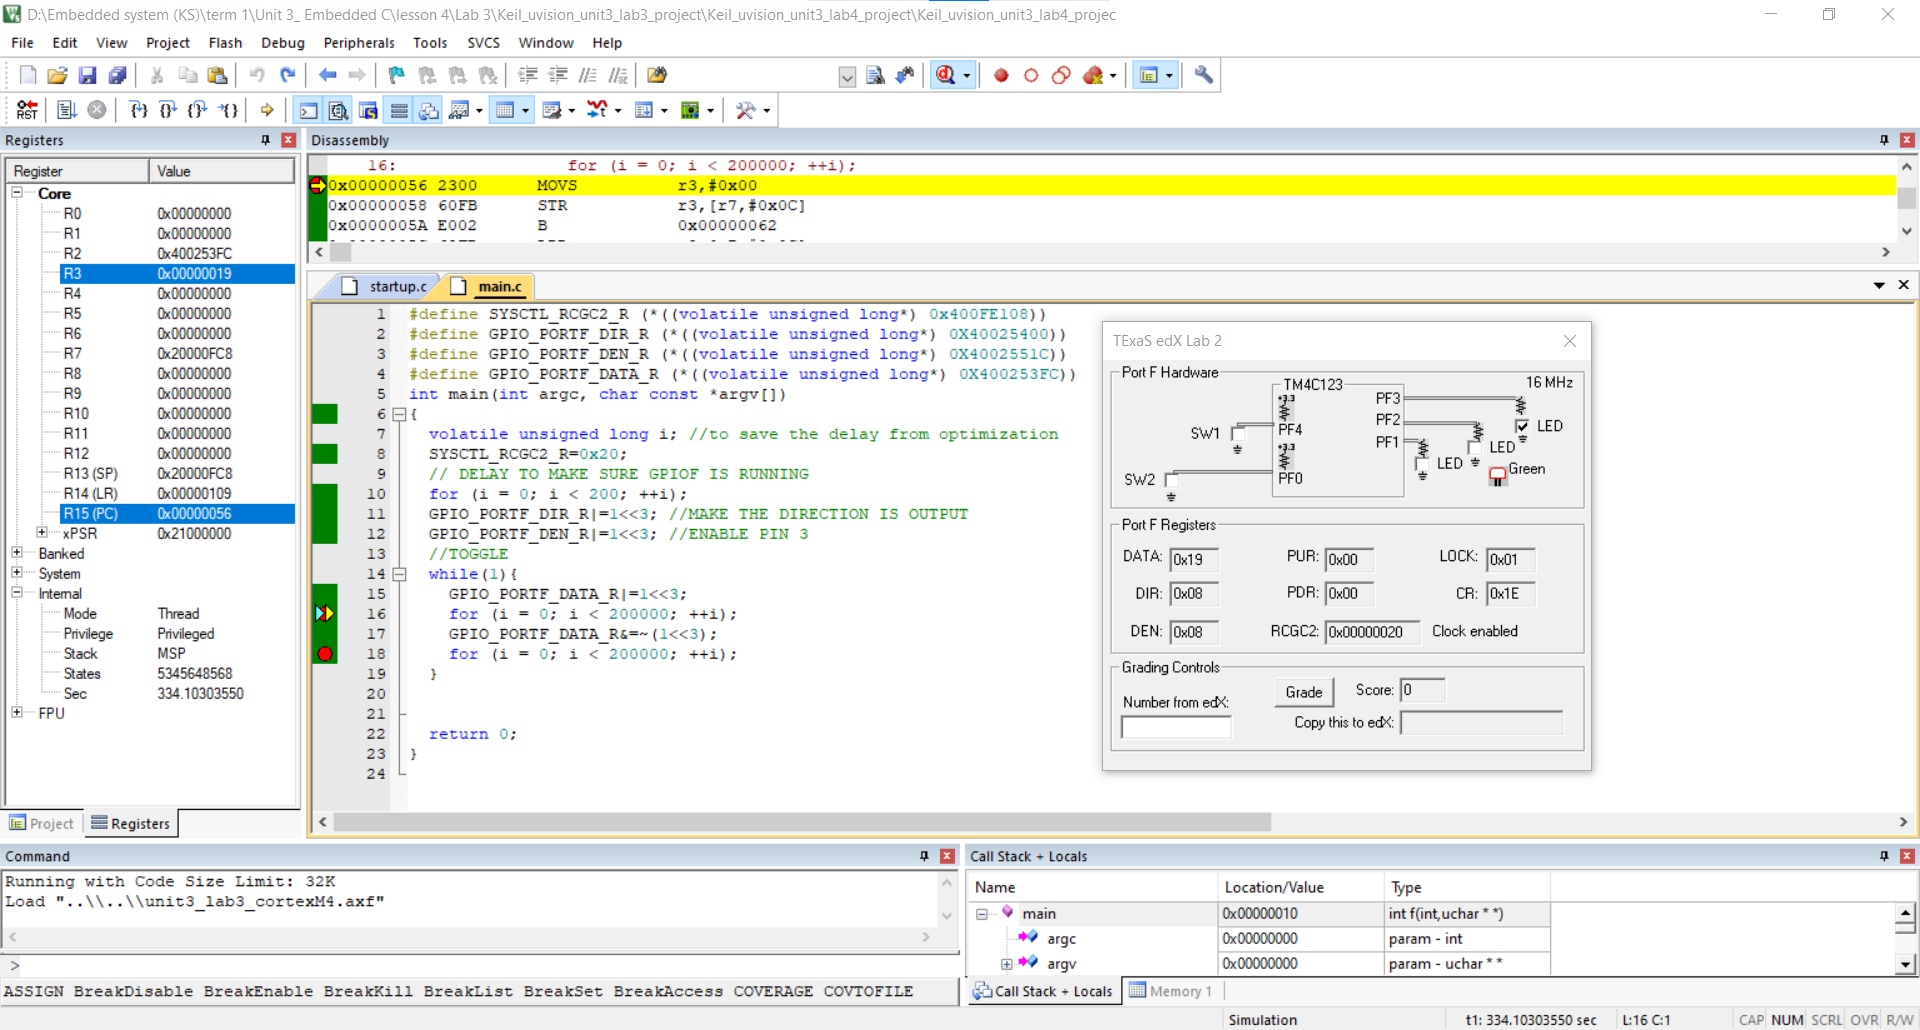 D:\Embedded system (KS)\term 1\Unit 3_ Embedded C\lesson 4\Lab 3\Keil_uvision_unit3_lab3_project\Keil_uvision_unit3_lab4_project\Keil_uvision_unit3_lab4_projec
File Edit View Project Flash Debug Peripherals Tools SVCS Window Help
RST
Registers
Register Value
Core
R0 0x00000000
R1 0x00000000
R2 0x400253FC
R3 0x00000019
R4 0x00000000
R5 0x00000000
R6 0x00000000
R7 0x20000FC8
R8 0x00000000
R9 0x00000000
R10 0x00000000
R11 0x00000000
R12 0x00000000
R13 (SP) 0x20000FC8
R14 (LR) 0x00000109
R15 (PC) 0x00000056
xPSR 0x21000000
Banked
System
Internal
Mode Thread
Privilege Privileged
Stack MSP
States 5345648568
Sec 334.10303550
FPU
Project Registers
Disassembly
16: for (i = 0; i < 200000; ++i);
0x00000056 2300 MOVS r3,#0x00
0x00000058 60FB STR r3,[r7,#0x0C]
0x0000005A E002 B 0x00000062
startup.c main.c
1 #define SYSCTL_RCGC2_R (*((volatile unsigned long*) 0x400FE108))
2 #define GPIO_PORTF_DIR_R (*((volatile unsigned long*) 0X40025400))
3 #define GPIO_PORTF_DEN_R (*((volatile unsigned long*) 0X4002551C))
4 #define GPIO_PORTF_DATA_R (*((volatile unsigned long*) 0X400253FC))
5 int main(int argc, char const *argv[])
6 {
7 volatile unsigned long i; //to save the delay from optimization
8 SYSCTL_RCGC2_R=0x20;
9 // DELAY TO MAKE SURE GPIOF IS RUNNING
10 for (i = 0; i < 200; ++i);
11 GPIO_PORTF_DIR_R|=1<<3; //MAKE THE DIRECTION IS OUTPUT
12 GPIO_PORTF_DEN_R|=1<<3; //ENABLE PIN 3
13 //TOGGLE
14 while(1){
15 GPIO_PORTF_DATA_R|=1<<3;
16 for (i = 0; i < 200000; ++i);
17 GPIO_PORTF_DATA_R&=~(1<<3);
18 for (i = 0; i < 200000; ++i);
19 }
20
21
22 return 0;
23 }
24
TExaS edX Lab 2
Port F Hardware
TM4C123
16 MHz
+3.3
PF3
PF2
PF4
PF1
SW1
LED
LED
LED
+3.3
Green
SW2
PF0
Port F Registers
DATA: 0x19 PUR: 0x00 LOCK: 0x01
DIR: 0x08 PDR: 0x00 CR: 0x1E
DEN: 0x08 RCGC2: 0x00000020 Clock enabled
Grading Controls
Number from edX: Grade Score: 0
Copy this to edX:
Command
Running with Code Size Limit: 32K
Load "..\\..\\unit3_lab3_cortexM4.axf"
>
ASSIGN BreakDisable BreakEnable BreakKill BreakList BreakSet BreakAccess COVERAGE COVTOFILE
Call Stack + Locals
Name Location/Value Type
main 0x00000010 int f(int,uchar * *)
argc 0x00000000 param - int
argv 0x00000000 param - uchar * *
Call Stack + Locals Memory 1
Simulation t1: 334.10303550 sec L:16 C:1 CAP NUM SCRL OVR R/W